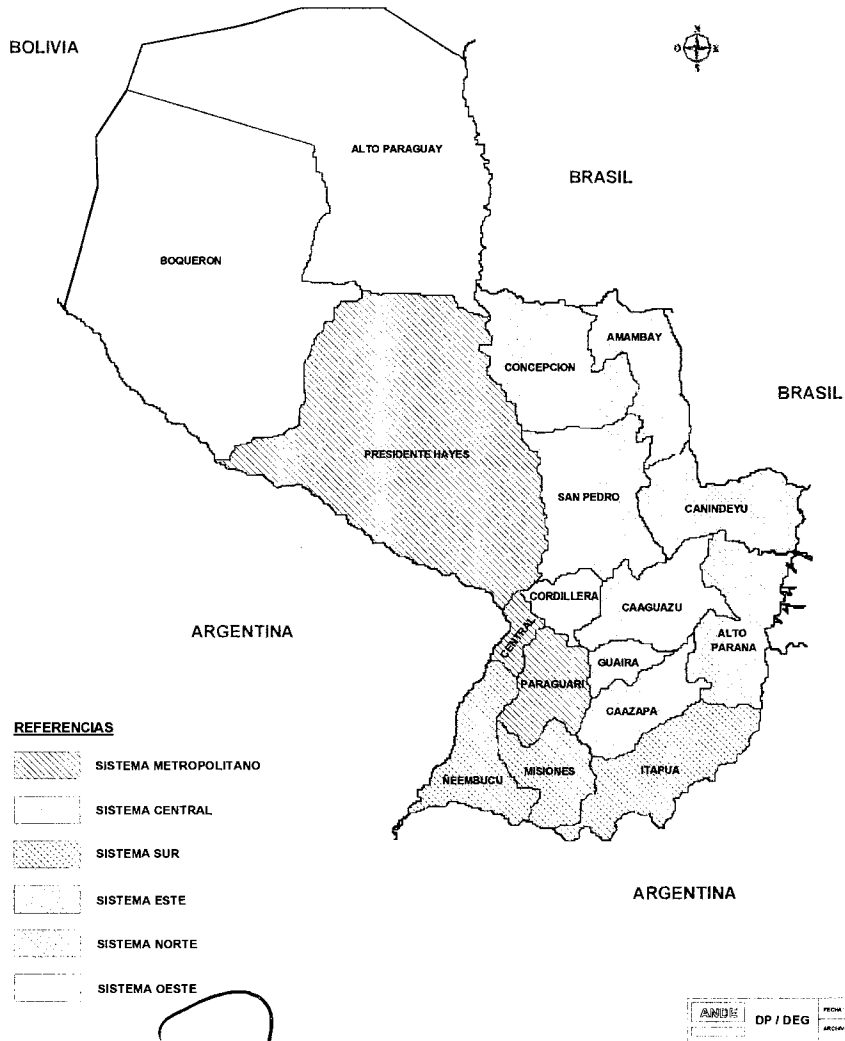 BOLIVIA
O
N
E
S
ALTO PARAGUAY
BRASIL
BOQUERON
AMAMBAY
CONCEPCION
BRASIL
PRESIDENTE HAYES
SAN PEDRO
CANINDEYU
CORDILLERA
CAAGUAZU
ARGENTINA
CENTRAL
ALTO
PARANA
GUAIRA
PARAGUARI
CAAZAPA
ÑEEMBUCU
MISIONES
ITAPUA
REFERENCIAS
SISTEMA METROPOLITANO
SISTEMA CENTRAL
SISTEMA SUR
SISTEMA ESTE
SISTEMA NORTE
SISTEMA OESTE
ARGENTINA
ANDE
DP / DEG
FECHA